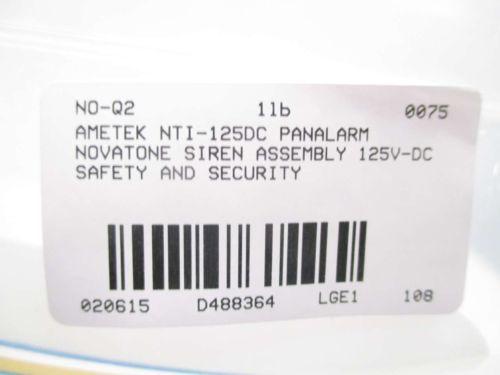 NO-Q2 1lb 0075
AMETEK NTI-125DC PANALARM
NOVATONE SIREN ASSEMBLY 125V-DC
SAFETY AND SECURITY
020615 D488364 LGE1 108